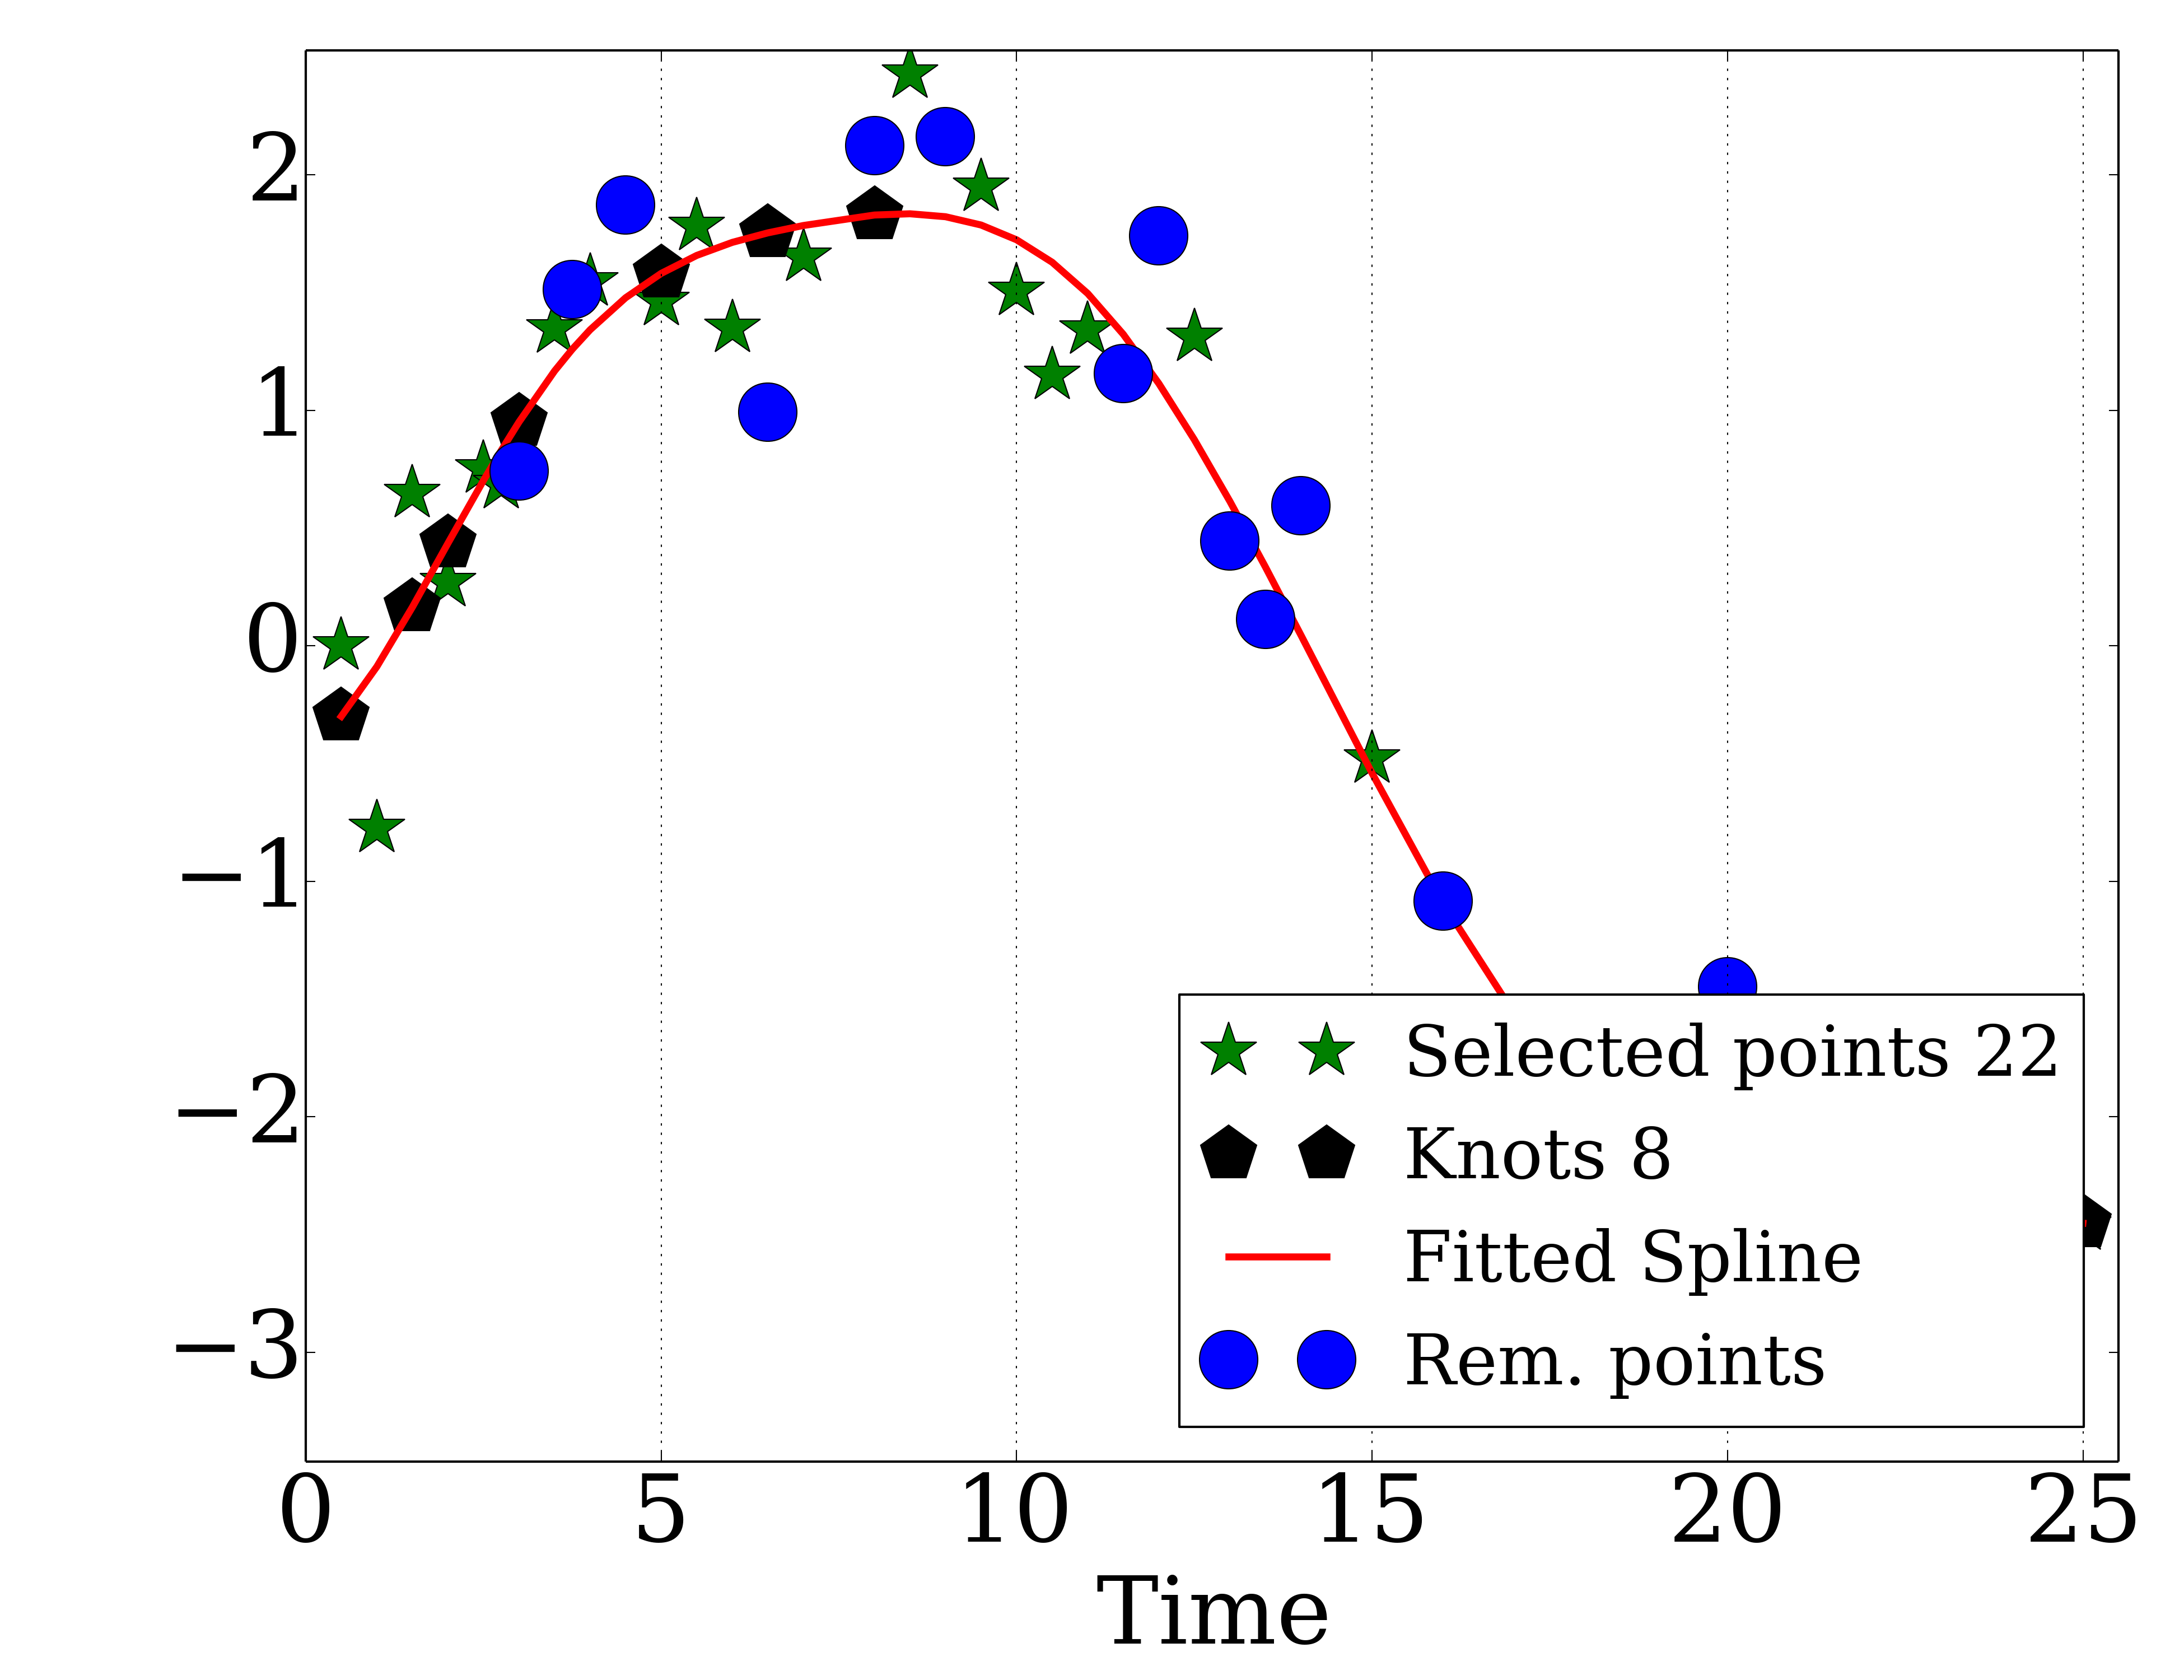 2
1
0
−1
−2
−3
Selected points 22
Knots 8
Fitted Spline
Rem. points
0 5 10 15 20 25
Time